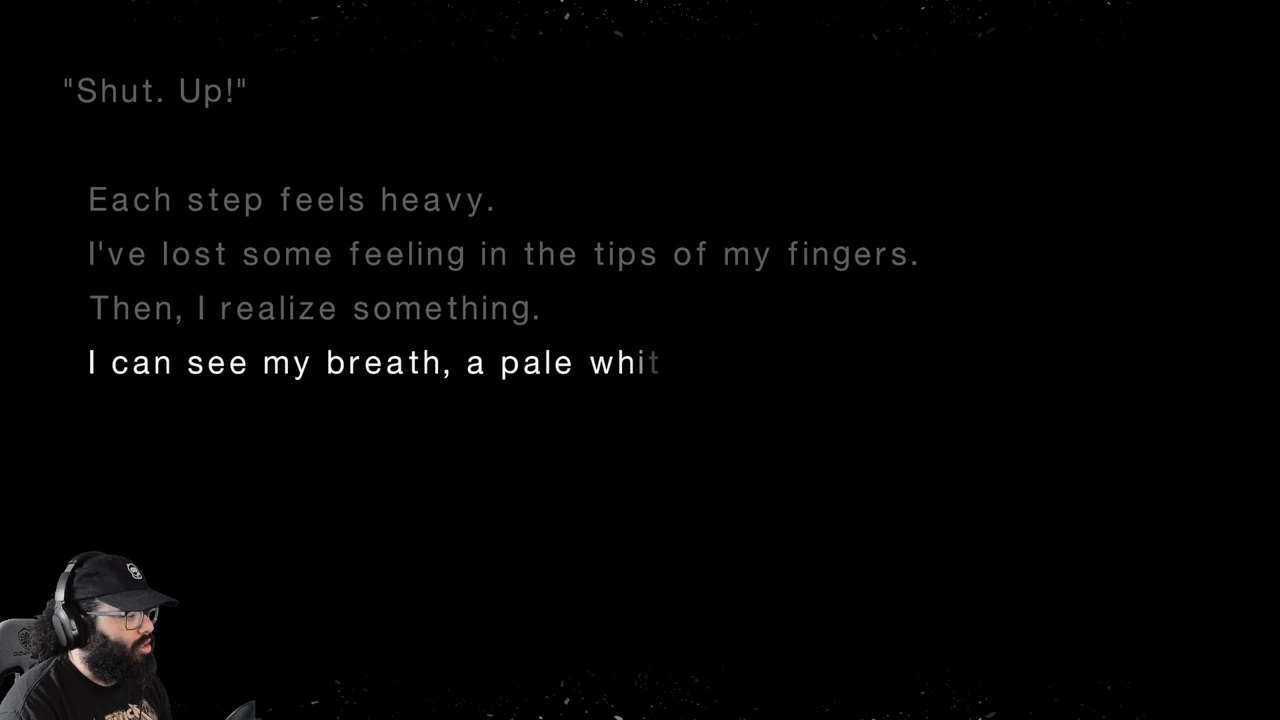 "Shut. Up!"
Each step feels heavy.
I've lost some feeling in the tips of my fingers.
Then, I realize something.
I can see my breath, a pale whit